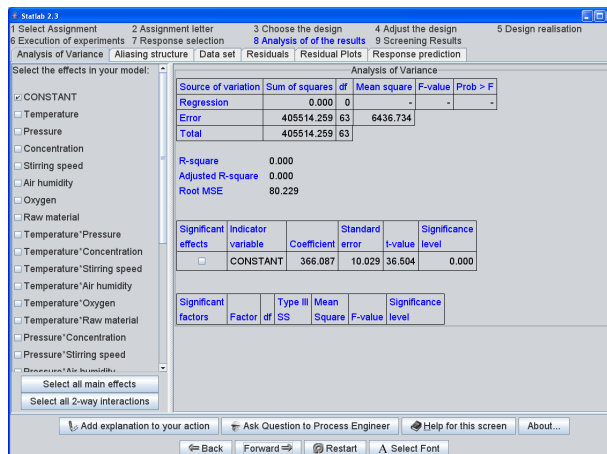 Statlab 2.3
1 Select Assignment 2 Assignment letter 3 Choose the design 4 Adjust the design 5 Design realisation
6 Execution of experiments 7 Response selection 8 Analysis of of the results 9 Screening Results
Analysis of Variance Aliasing structure Data set Residuals Residual Plots Response prediction
Select the effects in your model:
CONSTANT
Temperature
Pressure
Concentration
Stirring speed
Air humidity
Oxygen
Raw material
Temperature*Pressure
Temperature*Concentration
Temperature*Stirring speed
Temperature*Air humidity
Temperature*Oxygen
Temperature*Raw material
Pressure*Concentration
Pressure*Stirring speed
Pressure*Air humidity
Select all main effects
Select all 2-way interactions
Analysis of Variance
Source of variation Sum of squares df Mean square F-value Prob > F
Regression 0.000 0 - - -
Error 405514.259 63 6436.734
Total 405514.259 63
R-square 0.000
Adjusted R-square 0.000
Root MSE 80.229
Significant Indicator Standard Significance
effects variable Coefficient error t-value level
CONSTANT 366.087 10.029 36.504 0.000
Significant Type III Mean Significance
factors Factor df SS Square F-value level
Add explanation to your action Ask Question to Process Engineer Help for this screen About...
Back Forward Restart A Select Font